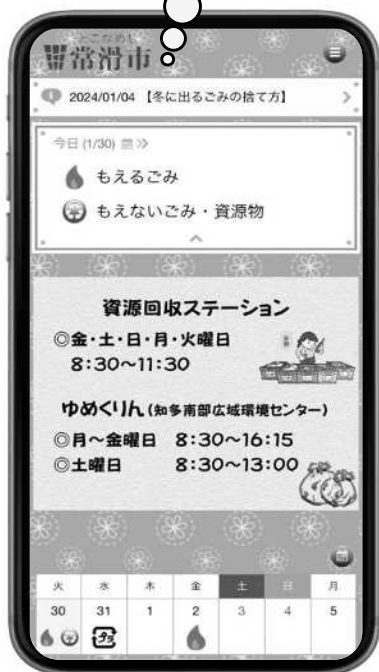 とこなめし
常滑市
2024/01/04 【冬に出るごみの捨て方】
今日 (1/30)
もえるごみ
もえないごみ・資源物
資源回収ステーション
◎金・土・日・月・火曜日
8:30~11:30
ゆめくりん(知多南部広域環境センター)
◎月~金曜日 8:30~16:15
◎土曜日 8:30~13:00
火 水 木 金 土 日 月
30 31 1 2 3 4 5